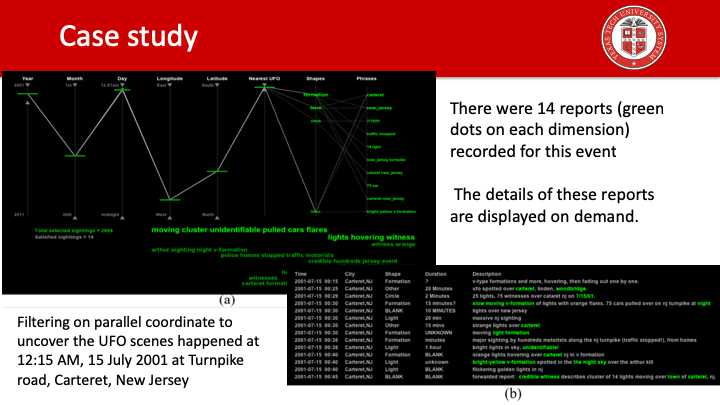 Case study
TEXAS TECH UNIVERSITY SYSTEM
Year Month Day Longitude Latitude Nearest UFO Shapes Phrases
2001 1st 12:01am East South
formation carteret
blank new_jersey
circle 7/15/01
traffic stopped
14 light
new_jersey turnpike
carteret new_jersey
75 car
carteret new_jersey
bright-yellow v-formation
2011 30th midnight West North
Total selected sightings = 2664
Satisfied sightings = 14
moving cluster unidentifiable pulled cars flares
lights hovering witness
witness orange
arthur sighting night v-formation
police homes stopped traffic motorists
credible hundreds jersey event
witnesses
carteret formati
(a)
There were 14 reports (green
dots on each dimension)
recorded for this event
The details of these reports
are displayed on demand.
Time City Shape Duration Description
2001-07-15 00:15 Carteret,NJ Formation ? v-type formations and more, hovering, then fading out one by one.
2001-07-15 00:25 Carteret,NJ Other 20 Minutes ufo spotted over carteret, linden, woodbridge.
2001-07-15 00:29 Carteret,NJ Circle 2 Minutes 25 lights, 75 witnesses over cataret nj on 7/15/01.
2001-07-15 00:30 Carteret,NJ Formation 15 minutes? slow moving v-formation of lights with orange flares. 75 cars pulled over on nj turnpike at night
2001-07-15 00:30 Carteret,NJ BLANK 10 MINUTES lights over new jersey
2001-07-15 00:30 Carteret,NJ Light 20 min massive nj sighting
2001-07-15 00:30 Carteret,NJ Other 15 mins strange lights over carteret
2001-07-15 00:30 Carteret,NJ Formation UNKNOWN moving light formation
2001-07-15 00:38 Carteret,NJ Formation minutes major sighting by hundreds motorists along the nj turnpike (traffic stopped!), from homes
2001-07-15 00:38 Carteret,NJ Light 1 hour bright lights in sky, unidentifiable!
2001-07-15 00:40 Carteret,NJ Formation BLANK orange lights hovering over carteret nj in v formation
2001-07-15 00:40 Carteret,NJ Light unknown bright-yellow v-formation spotted in the the night sky over the arthur kill
2001-07-15 00:40 Carteret,NJ Light BLANK flickering golden lights in nj
2001-07-15 00:45 Carteret,NJ BLANK BLANK forwarded report: credible witness describes cluster of 14 lights moving over town of carteret, nj.
(b)
Filtering on parallel coordinate to
uncover the UFO scenes happened at
12:15 AM, 15 July 2001 at Turnpike
road, Carteret, New Jersey